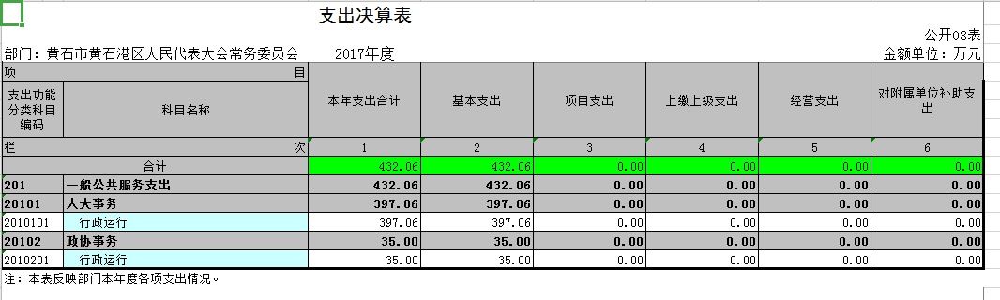 支出决算表
公开03表
部门：黄石市黄石港区人民代表大会常务委员会 2017年度 金额单位：万元
项 目
支出功能分类科目编码 科目名称 本年支出合计 基本支出 项目支出 上缴上级支出 经营支出 对附属单位补助支出
栏 次 1 2 3 4 5 6
合计 432.06 432.06 0.00 0.00 0.00 0.00
201 一般公共服务支出 432.06 432.06 0.00 0.00 0.00 0.00
20101 人大事务 397.06 397.06 0.00 0.00 0.00 0.00
2010101 行政运行 397.06 397.06 0.00 0.00 0.00 0.00
20102 政协事务 35.00 35.00 0.00 0.00 0.00 0.00
2010201 行政运行 35.00 35.00 0.00 0.00 0.00 0.00
注：本表反映部门本年度各项支出情况。